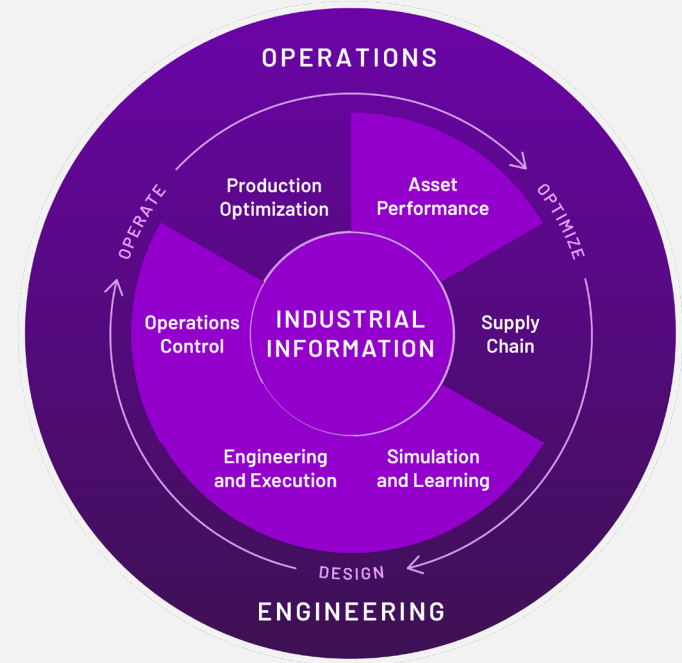 OPERATIONS
OPERATE
OPTIMIZE
Production
Optimization
Asset
Performance
Operations
Control
INDUSTRIAL
INFORMATION
Supply
Chain
Engineering
and Execution
Simulation
and Learning
DESIGN
ENGINEERING